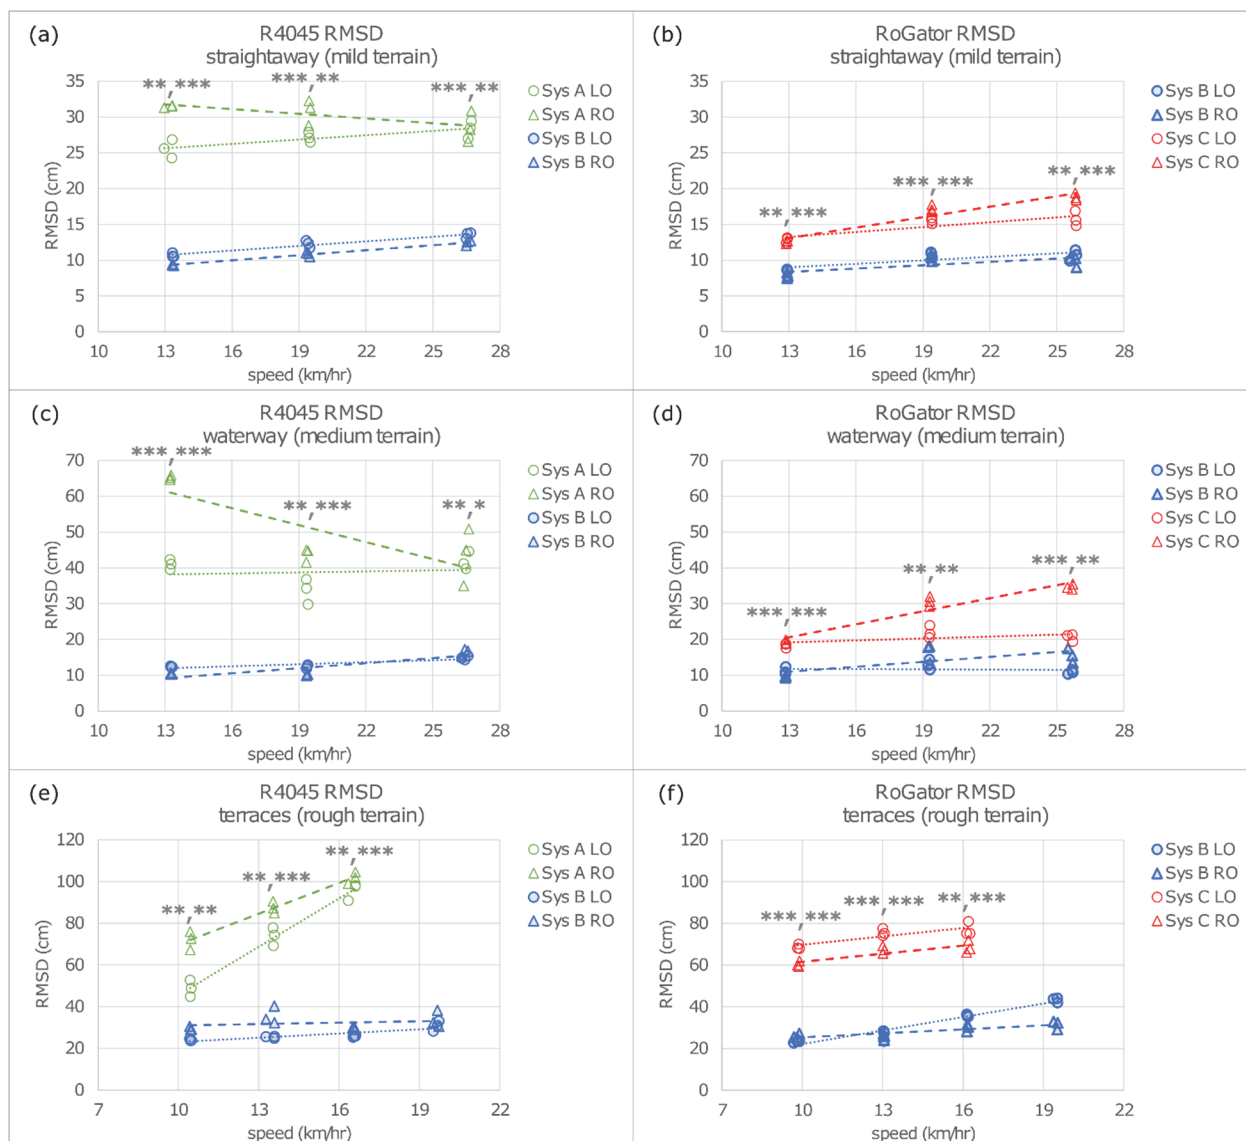 (a)
R4045 RMSD
straightaway (mild terrain)
** *** *** ** *** **
35
30
25
20
15
10
5
0
RMSD (cm)
10 13 16 19 22 25 28
speed (km/hr)
Sys A LO
Sys A RO
Sys B LO
Sys B RO
(b)
RoGator RMSD
straightaway (mild terrain)
** *** *** *** ** ***
35
30
25
20
15
10
5
0
RMSD (cm)
10 13 16 19 22 25 28
speed (km/hr)
Sys B LO
Sys B RO
Sys C LO
Sys C RO
(c)
R4045 RMSD
waterway (medium terrain)
*** *** ** *** ** *
70
60
50
40
30
20
10
0
RMSD (cm)
10 13 16 19 22 25 28
speed (km/hr)
Sys A LO
Sys A RO
Sys B LO
Sys B RO
(d)
RoGator RMSD
waterway (medium terrain)
*** *** ** ** *** **
70
60
50
40
30
20
10
0
RMSD (cm)
10 13 16 19 22 25 28
speed (km/hr)
Sys B LO
Sys B RO
Sys C LO
Sys C RO
(e)
R4045 RMSD
terraces (rough terrain)
** ** ** *** ** ***
120
100
80
60
40
20
0
RMSD (cm)
7 10 13 16 19 22
speed (km/hr)
Sys A LO
Sys A RO
Sys B LO
Sys B RO
(f)
RoGator RMSD
terraces (rough terrain)
*** *** *** *** ** ***
120
100
80
60
40
20
0
RMSD (cm)
7 10 13 16 19 22
speed (km/hr)
Sys B LO
Sys B RO
Sys C LO
Sys C RO